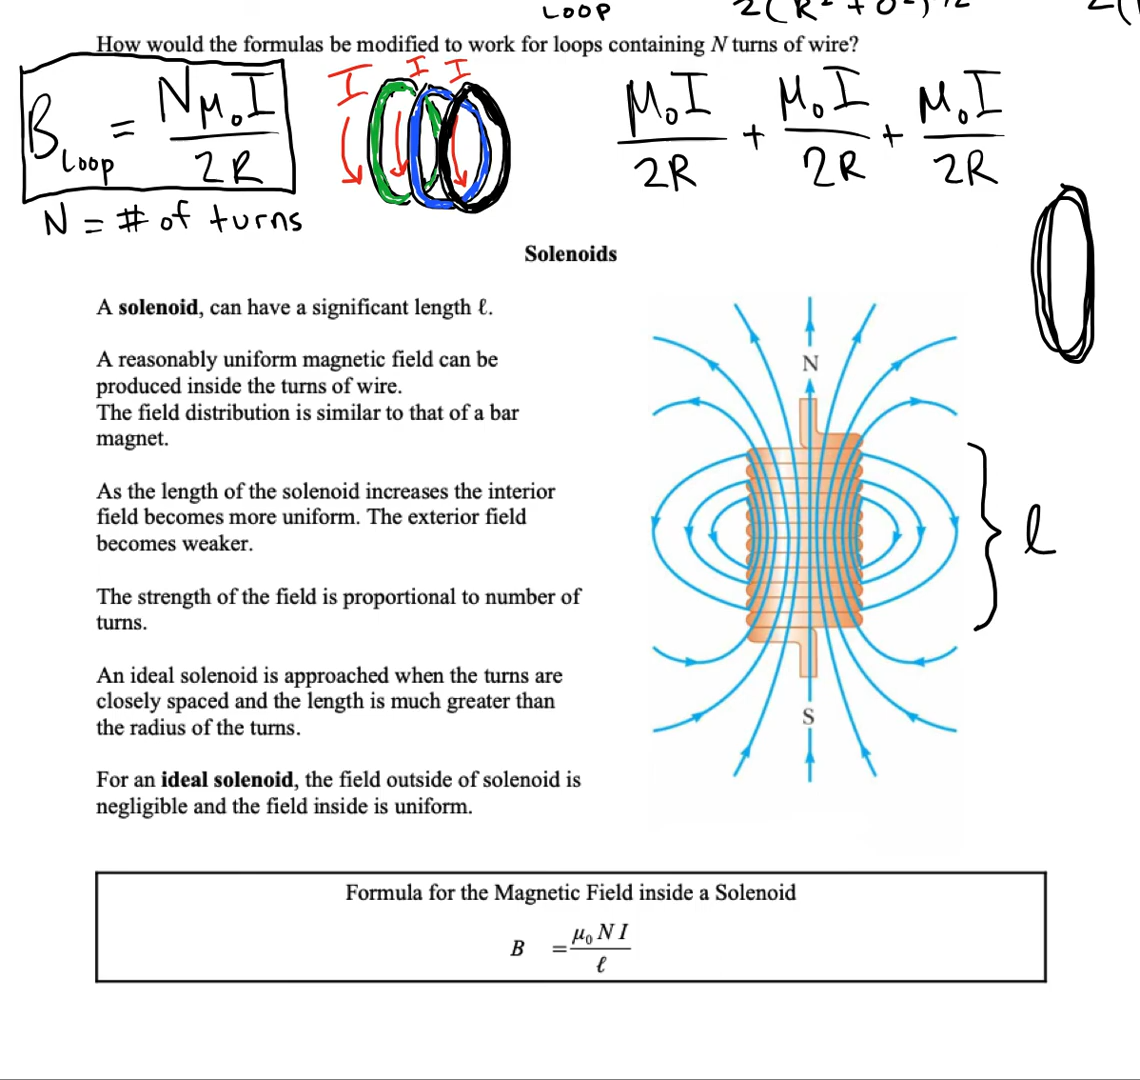 LOOP
How would the formulas be modified to work for loops containing N turns of wire?
B Loop = Nμ₀I / 2R
I I I
μ₀I / 2R + μ₀I / 2R + μ₀I / 2R
N = # of turns
Solenoids
A solenoid, can have a significant length ℓ.
A reasonably uniform magnetic field can be
produced inside the turns of wire.
The field distribution is similar to that of a bar
magnet.
As the length of the solenoid increases the interior
field becomes more uniform. The exterior field
becomes weaker.
The strength of the field is proportional to number of
turns.
An ideal solenoid is approached when the turns are
closely spaced and the length is much greater than
the radius of the turns.
For an ideal solenoid, the field outside of solenoid is
negligible and the field inside is uniform.
N
ℓ
S
Formula for the Magnetic Field inside a Solenoid
B = μ₀ N I / ℓ